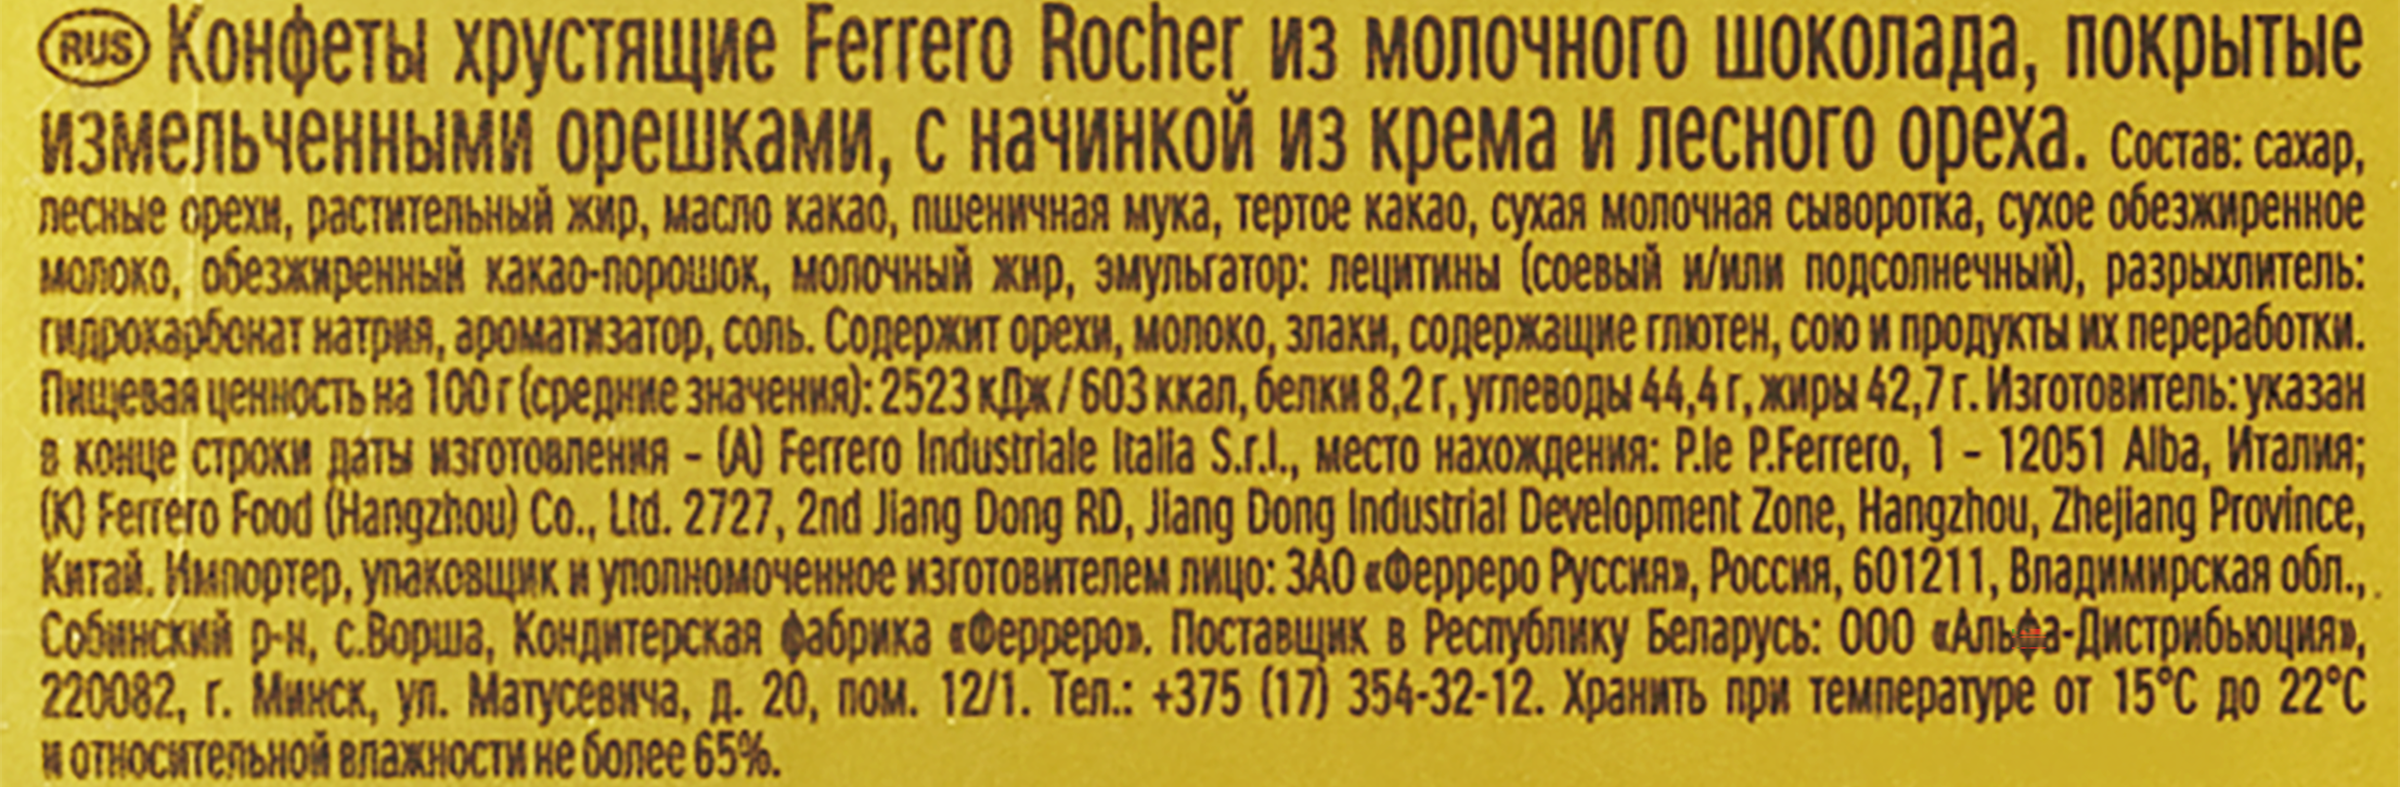 RUS Конфеты хрустящие Ferrero Rocher из молочного шоколада, покрытые
измельченными орешками, с начинкой из крема и лесного ореха. Состав: сахар,
лесные орехи, растительный жир, масло какао, пшеничная мука, тертое какао, сухая молочная сыворотка, сухое обезжиренное
молоко, обезжиренный какао-порошок, молочный жир, эмульгатор: лецитины (соевый и/или подсолнечный), разрыхлитель:
гидрокарбонат натрия, ароматизатор, соль. Содержит орехи, молоко, злаки, содержащие глютен, сою и продукты их переработки.
Пищевая ценность на 100 г (средние значения): 2523 кДж / 603 ккал, белки 8,2 г, углеводы 44,4 г, жиры 42,7 г. Изготовитель: указан
в конце строки даты изготовления – (A) Ferrero Industriale Italia S.r.l., место нахождения: P.le P.Ferrero, 1 – 12051 Alba, Италия;
(K) Ferrero Food (Hangzhou) Co., Ltd. 2727, 2nd Jiang Dong RD, Jiang Dong Industrial Development Zone, Hangzhou, Zhejiang Province,
Китай. Импортер, упаковщик и уполномоченное изготовителем лицо: ЗАО «Ферреро Руссия», Россия, 601211, Владимирская обл.,
Собинский р-н, с.Ворша, Кондитерская фабрика «Ферреро». Поставщик в Республику Беларусь: ООО «Альфа-Дистрибьюция»,
220082, г. Минск, ул. Матусевича, д. 20, пом. 12/1. Тел.: +375 (17) 354-32-12. Хранить при температуре от 15°C до 22°C
и относительной влажности не более 65%.